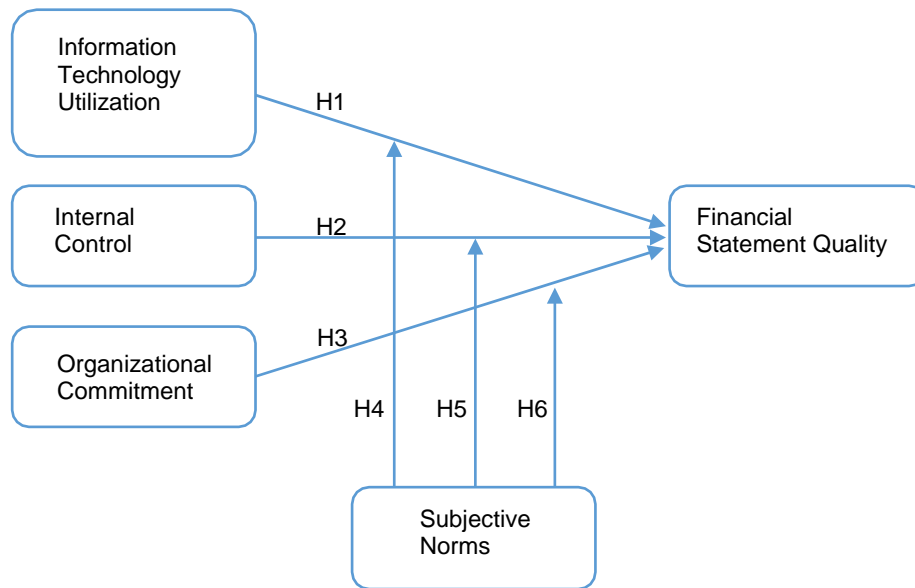 Information
Technology
Utilization
H1
Internal
Control
H2
Financial
Statement Quality
H3
Organizational
Commitment
H4
H5
H6
Subjective
Norms